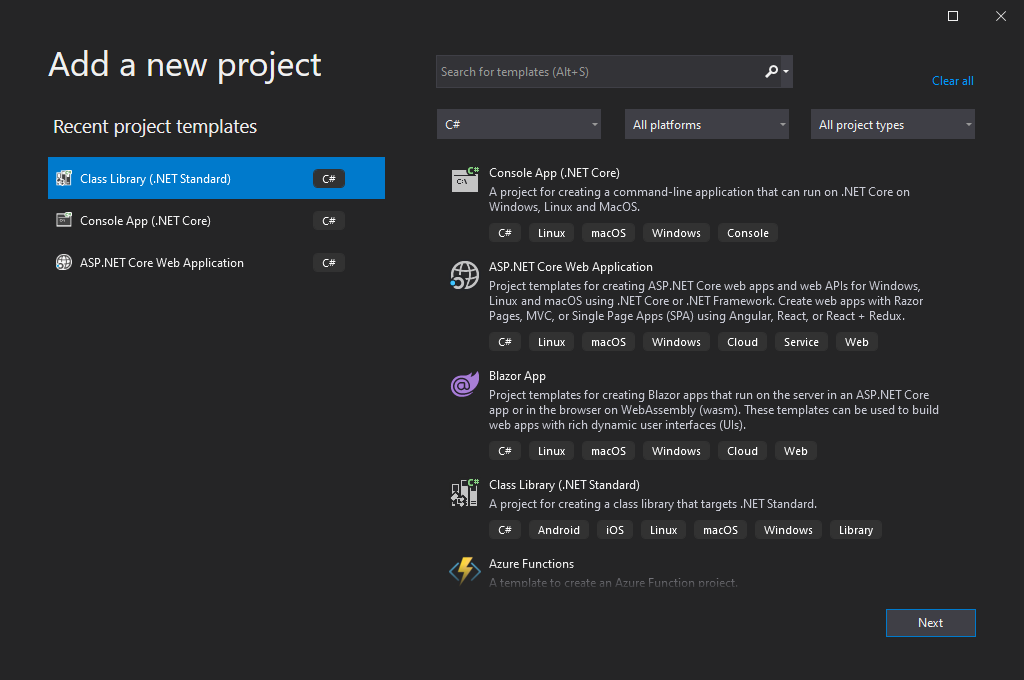 Add a new project
Search for templates (Alt+S)
Clear all
Recent project templates
C#
All platforms
All project types
Class Library (.NET Standard)
C#
Console App (.NET Core)
C#
ASP.NET Core Web Application
C#
C#
C:\
Console App (.NET Core)
A project for creating a command-line application that can run on .NET Core on
Windows, Linux and MacOS.
C# Linux macOS Windows Console
ASP.NET Core Web Application
Project templates for creating ASP.NET Core web apps and web APIs for Windows,
Linux and macOS using .NET Core or .NET Framework. Create web apps with Razor
Pages, MVC, or Single Page Apps (SPA) using Angular, React, or React + Redux.
C# Linux macOS Windows Cloud Service Web
@
Blazor App
Project templates for creating Blazor apps that run on the server in an ASP.NET Core
app or in the browser on WebAssembly (wasm). These templates can be used to build
web apps with rich dynamic user interfaces (UIs).
C# Linux macOS Windows Cloud Web
C#
Class Library (.NET Standard)
A project for creating a class library that targets .NET Standard.
C# Android iOS Linux macOS Windows Library
Azure Functions
A template to create an Azure Function project.
Next